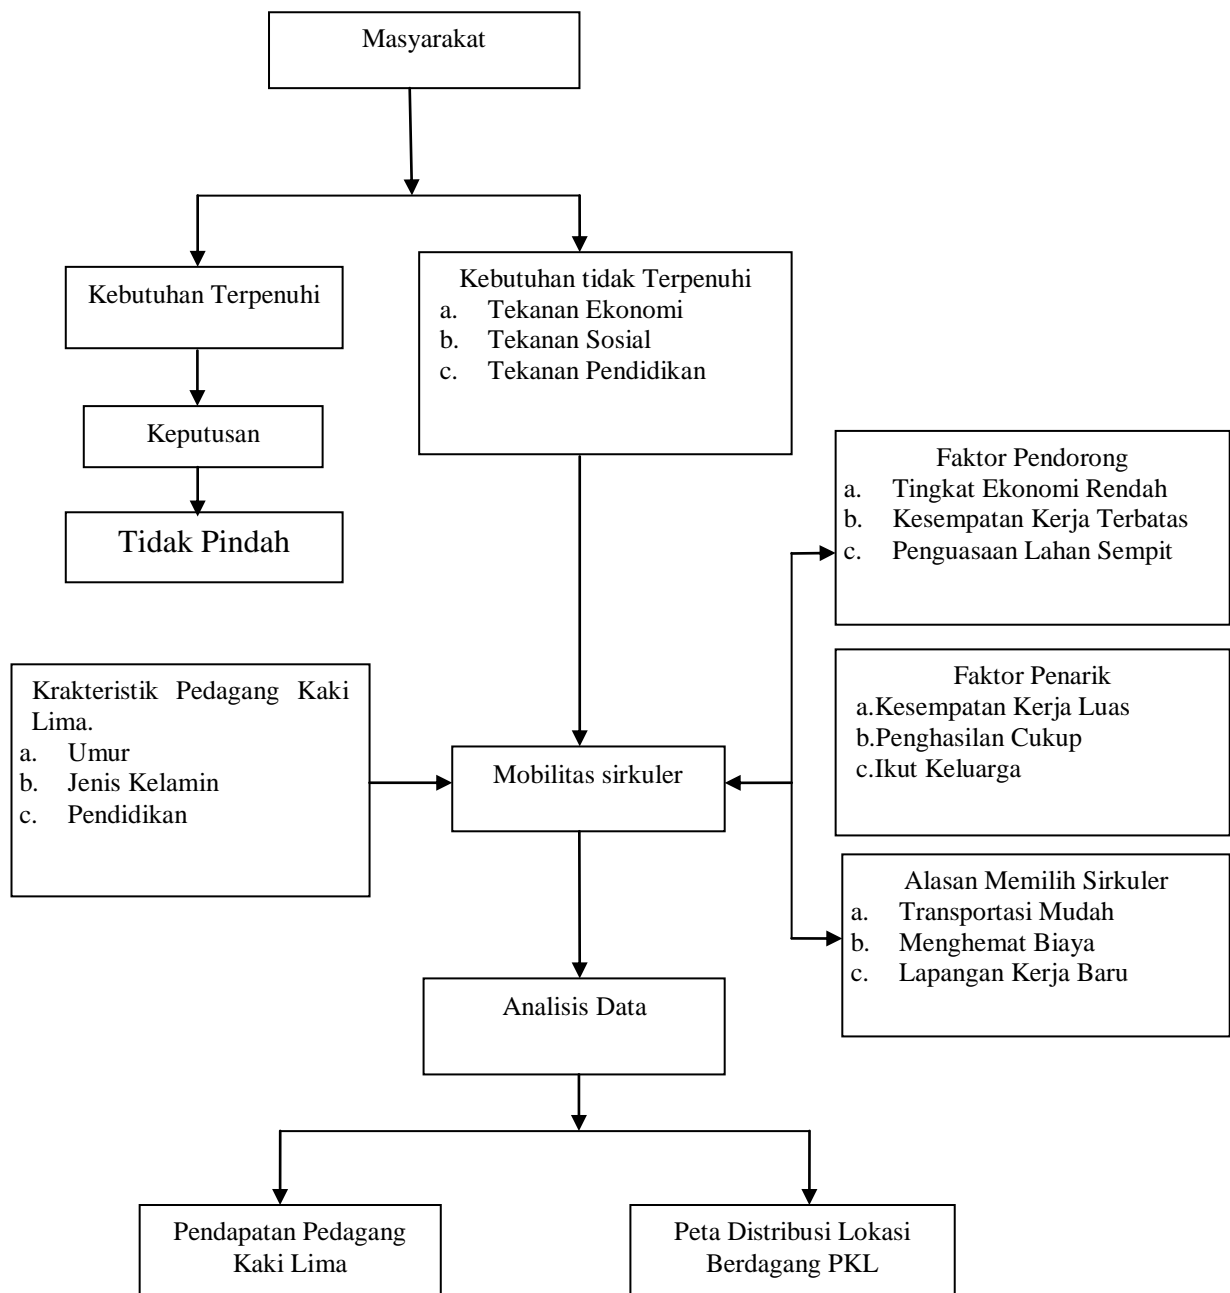 Masyarakat
Kebutuhan Terpenuhi
Kebutuhan tidak Terpenuhi
a. Tekanan Ekonomi
b. Tekanan Sosial
c. Tekanan Pendidikan
Keputusan
Tidak Pindah
Faktor Pendorong
a. Tingkat Ekonomi Rendah
b. Kesempatan Kerja Terbatas
c. Penguasaan Lahan Sempit
Krakteristik Pedagang Kaki
Lima.
a. Umur
b. Jenis Kelamin
c. Pendidikan
Mobilitas sirkuler
Faktor Penarik
a.Kesempatan Kerja Luas
b.Penghasilan Cukup
c.Ikut Keluarga
Alasan Memilih Sirkuler
a. Transportasi Mudah
b. Menghemat Biaya
c. Lapangan Kerja Baru
Analisis Data
Pendapatan Pedagang
Kaki Lima
Peta Distribusi Lokasi
Berdagang PKL